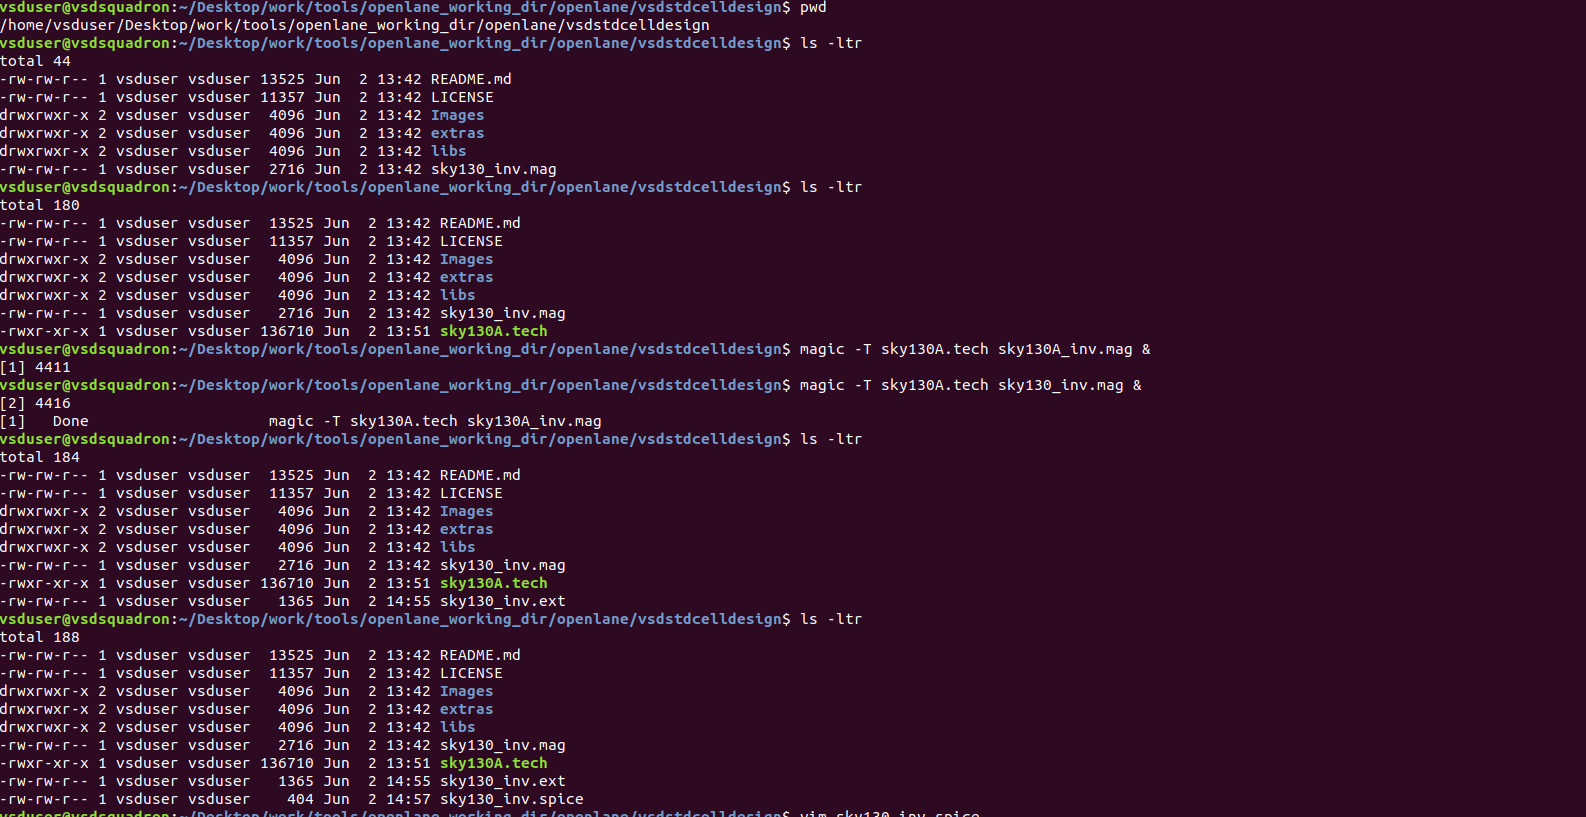 vsduser@vsdsquadron:~/Desktop/work/tools/openlane_working_dir/openlane/vsdstdcelldesign$ pwd
/home/vsduser/Desktop/work/tools/openlane_working_dir/openlane/vsdstdcelldesign
vsduser@vsdsquadron:~/Desktop/work/tools/openlane_working_dir/openlane/vsdstdcelldesign$ ls -ltr
total 44
-rw-rw-r-- 1 vsduser vsduser 13525 Jun  2 13:42 README.md
-rw-rw-r-- 1 vsduser vsduser 11357 Jun  2 13:42 LICENSE
drwxrwxr-x 2 vsduser vsduser  4096 Jun  2 13:42 Images
drwxrwxr-x 2 vsduser vsduser  4096 Jun  2 13:42 extras
drwxrwxr-x 2 vsduser vsduser  4096 Jun  2 13:42 libs
-rw-rw-r-- 1 vsduser vsduser  2716 Jun  2 13:42 sky130_inv.mag
vsduser@vsdsquadron:~/Desktop/work/tools/openlane_working_dir/openlane/vsdstdcelldesign$ ls -ltr
total 180
-rw-rw-r-- 1 vsduser vsduser  13525 Jun  2 13:42 README.md
-rw-rw-r-- 1 vsduser vsduser  11357 Jun  2 13:42 LICENSE
drwxrwxr-x 2 vsduser vsduser   4096 Jun  2 13:42 Images
drwxrwxr-x 2 vsduser vsduser   4096 Jun  2 13:42 extras
drwxrwxr-x 2 vsduser vsduser   4096 Jun  2 13:42 libs
-rw-rw-r-- 1 vsduser vsduser   2716 Jun  2 13:42 sky130_inv.mag
-rwxr-xr-x 1 vsduser vsduser 136710 Jun  2 13:51 sky130A.tech
vsduser@vsdsquadron:~/Desktop/work/tools/openlane_working_dir/openlane/vsdstdcelldesign$ magic -T sky130A.tech sky130A_inv.mag &
[1] 4411
vsduser@vsdsquadron:~/Desktop/work/tools/openlane_working_dir/openlane/vsdstdcelldesign$ magic -T sky130A.tech sky130_inv.mag &
[2] 4416
[1]   Done                    magic -T sky130A.tech sky130A_inv.mag
vsduser@vsdsquadron:~/Desktop/work/tools/openlane_working_dir/openlane/vsdstdcelldesign$ ls -ltr
total 184
-rw-rw-r-- 1 vsduser vsduser  13525 Jun  2 13:42 README.md
-rw-rw-r-- 1 vsduser vsduser  11357 Jun  2 13:42 LICENSE
drwxrwxr-x 2 vsduser vsduser   4096 Jun  2 13:42 Images
drwxrwxr-x 2 vsduser vsduser   4096 Jun  2 13:42 extras
drwxrwxr-x 2 vsduser vsduser   4096 Jun  2 13:42 libs
-rw-rw-r-- 1 vsduser vsduser   2716 Jun  2 13:42 sky130_inv.mag
-rwxr-xr-x 1 vsduser vsduser 136710 Jun  2 13:51 sky130A.tech
-rw-rw-r-- 1 vsduser vsduser   1365 Jun  2 14:55 sky130_inv.ext
vsduser@vsdsquadron:~/Desktop/work/tools/openlane_working_dir/openlane/vsdstdcelldesign$ ls -ltr
total 188
-rw-rw-r-- 1 vsduser vsduser  13525 Jun  2 13:42 README.md
-rw-rw-r-- 1 vsduser vsduser  11357 Jun  2 13:42 LICENSE
drwxrwxr-x 2 vsduser vsduser   4096 Jun  2 13:42 Images
drwxrwxr-x 2 vsduser vsduser   4096 Jun  2 13:42 extras
drwxrwxr-x 2 vsduser vsduser   4096 Jun  2 13:42 libs
-rw-rw-r-- 1 vsduser vsduser   2716 Jun  2 13:42 sky130_inv.mag
-rwxr-xr-x 1 vsduser vsduser 136710 Jun  2 13:51 sky130A.tech
-rw-rw-r-- 1 vsduser vsduser   1365 Jun  2 14:55 sky130_inv.ext
-rw-rw-r-- 1 vsduser vsduser    404 Jun  2 14:57 sky130_inv.spice
vsduser@vsdsquadron:~/Desktop/work/tools/openlane_working_dir/openlane/vsdstdcelldesign$ vim sky130_inv.spice